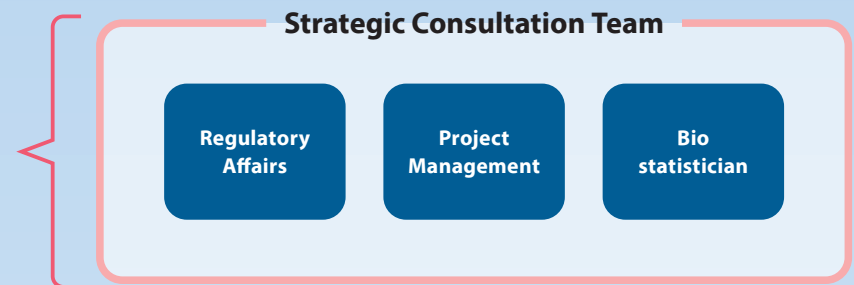 Strategic Consultation Team
Regulatory
Affairs
Project
Management
Bio
statistician